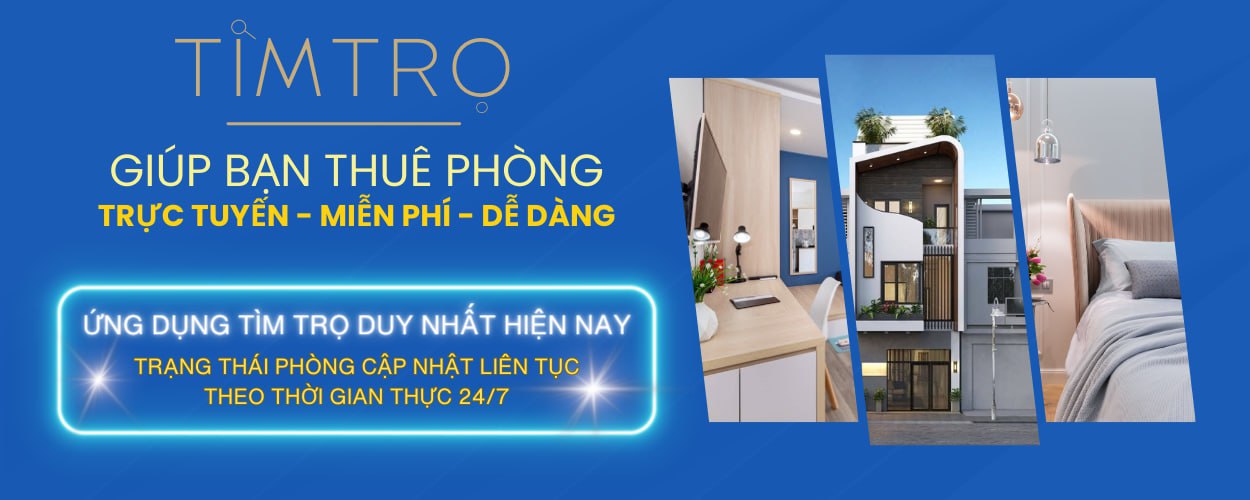 TÌMTRỌ
GIÚP BẠN THUÊ PHÒNG
TRỰC TUYẾN - MIỄN PHÍ - DỄ DÀNG
ỨNG DỤNG TÌM TRỌ DUY NHẤT HIỆN NAY
TRẠNG THÁI PHÒNG CẬP NHẬT LIÊN TỤC
THEO THỜI GIAN THỰC 24/7